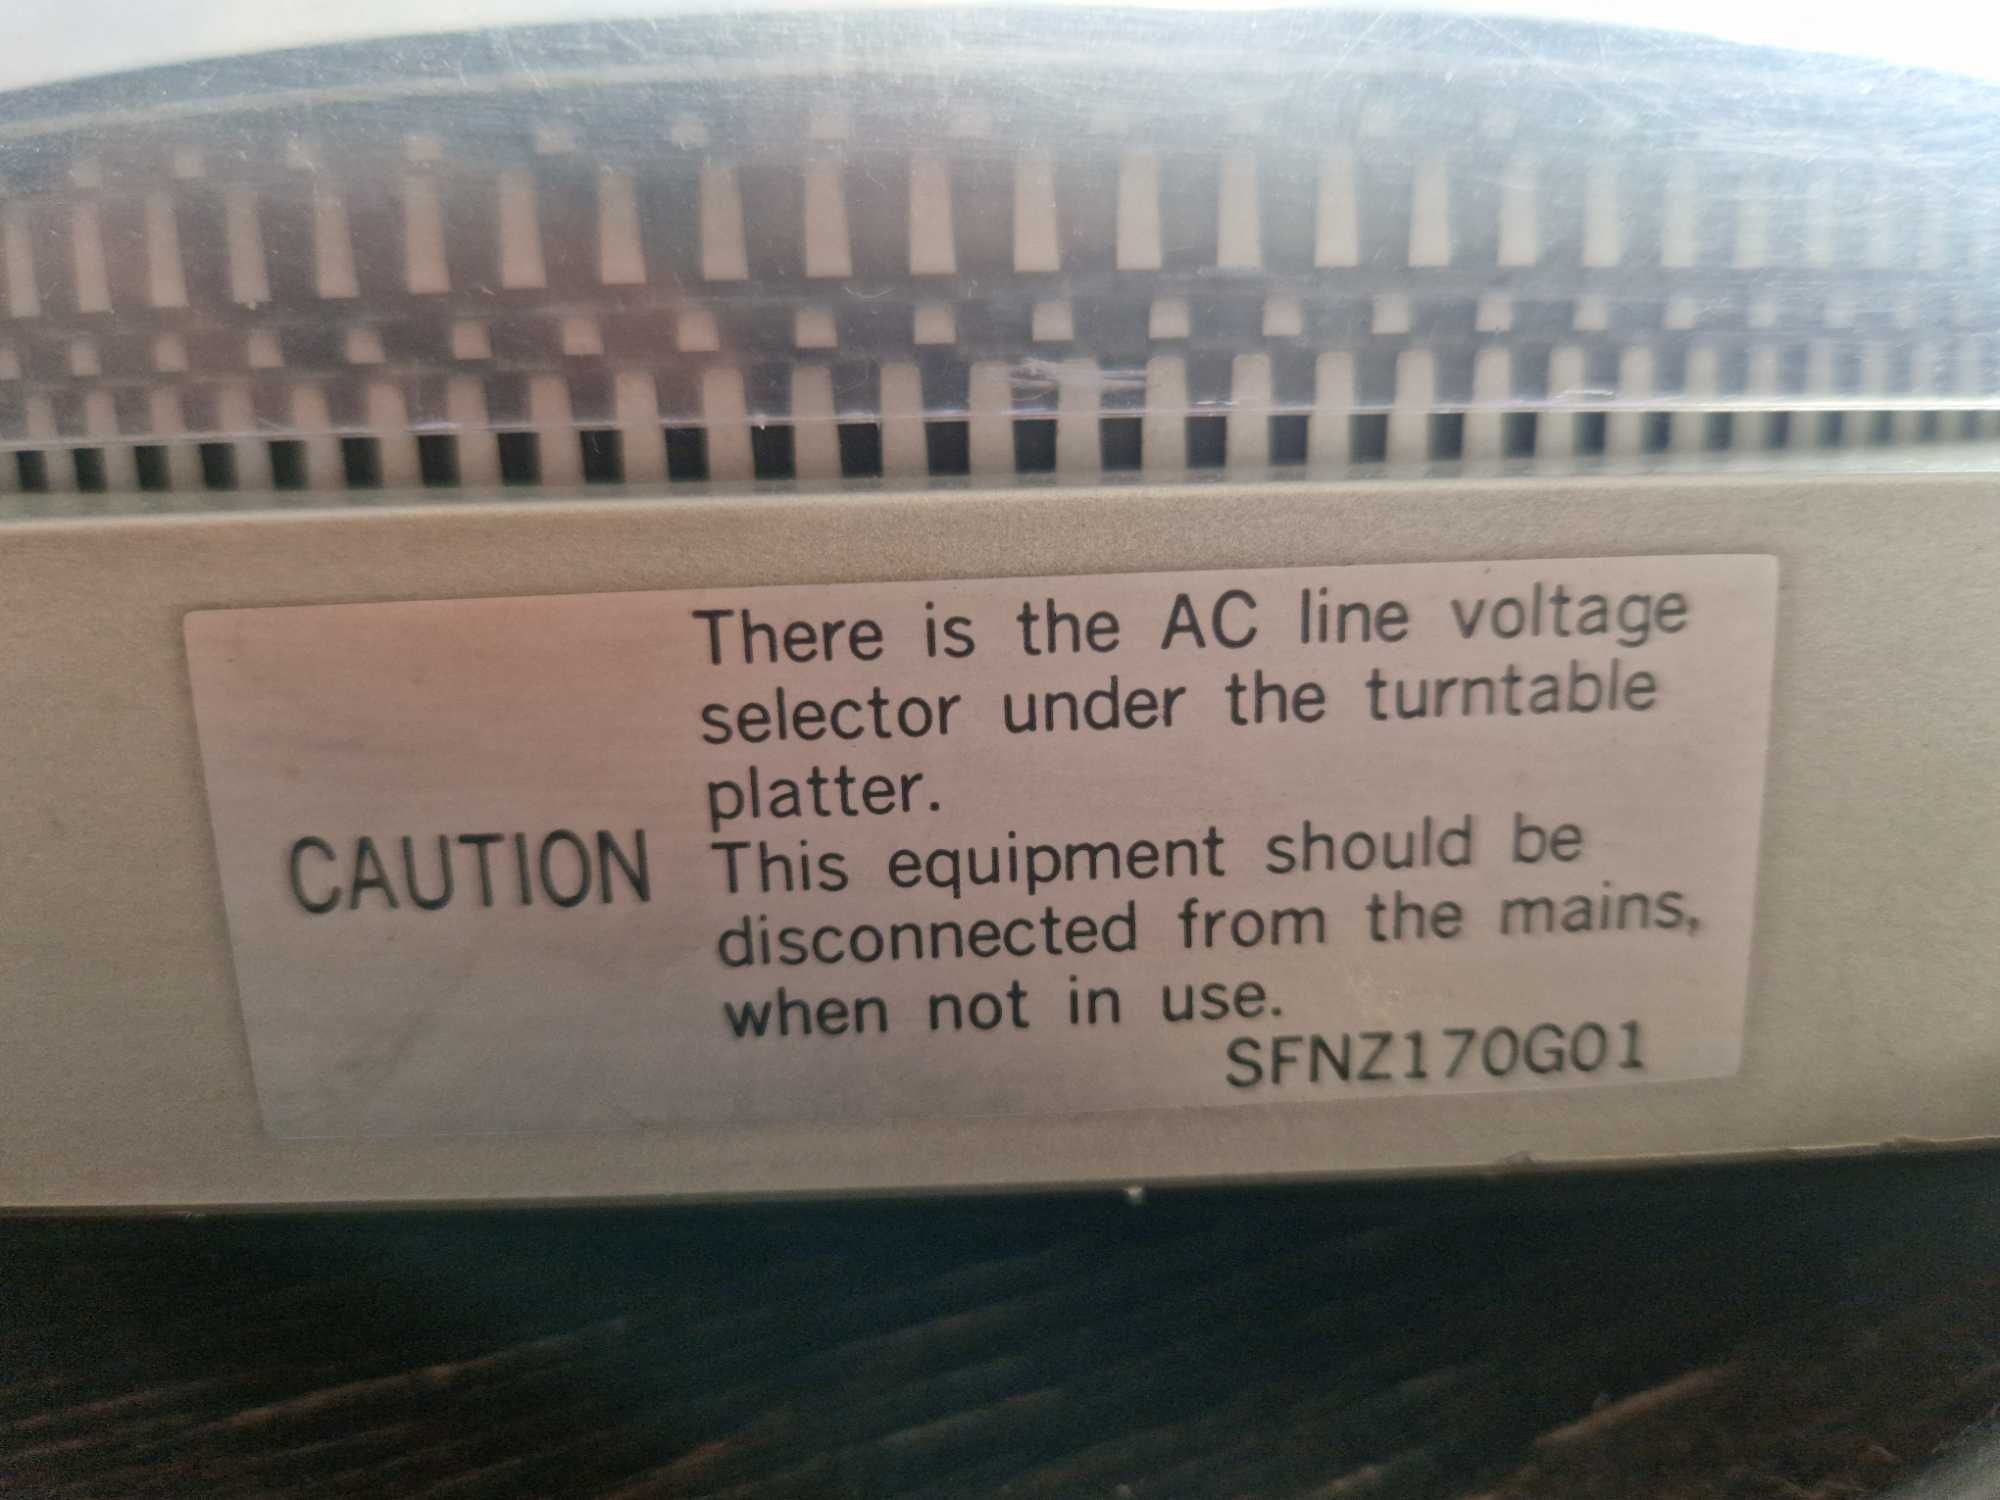 There is the AC line voltage
selector under the turntable
platter.
CAUTION This equipment should be
disconnected from the mains,
when not in use.
SFNZ170G01